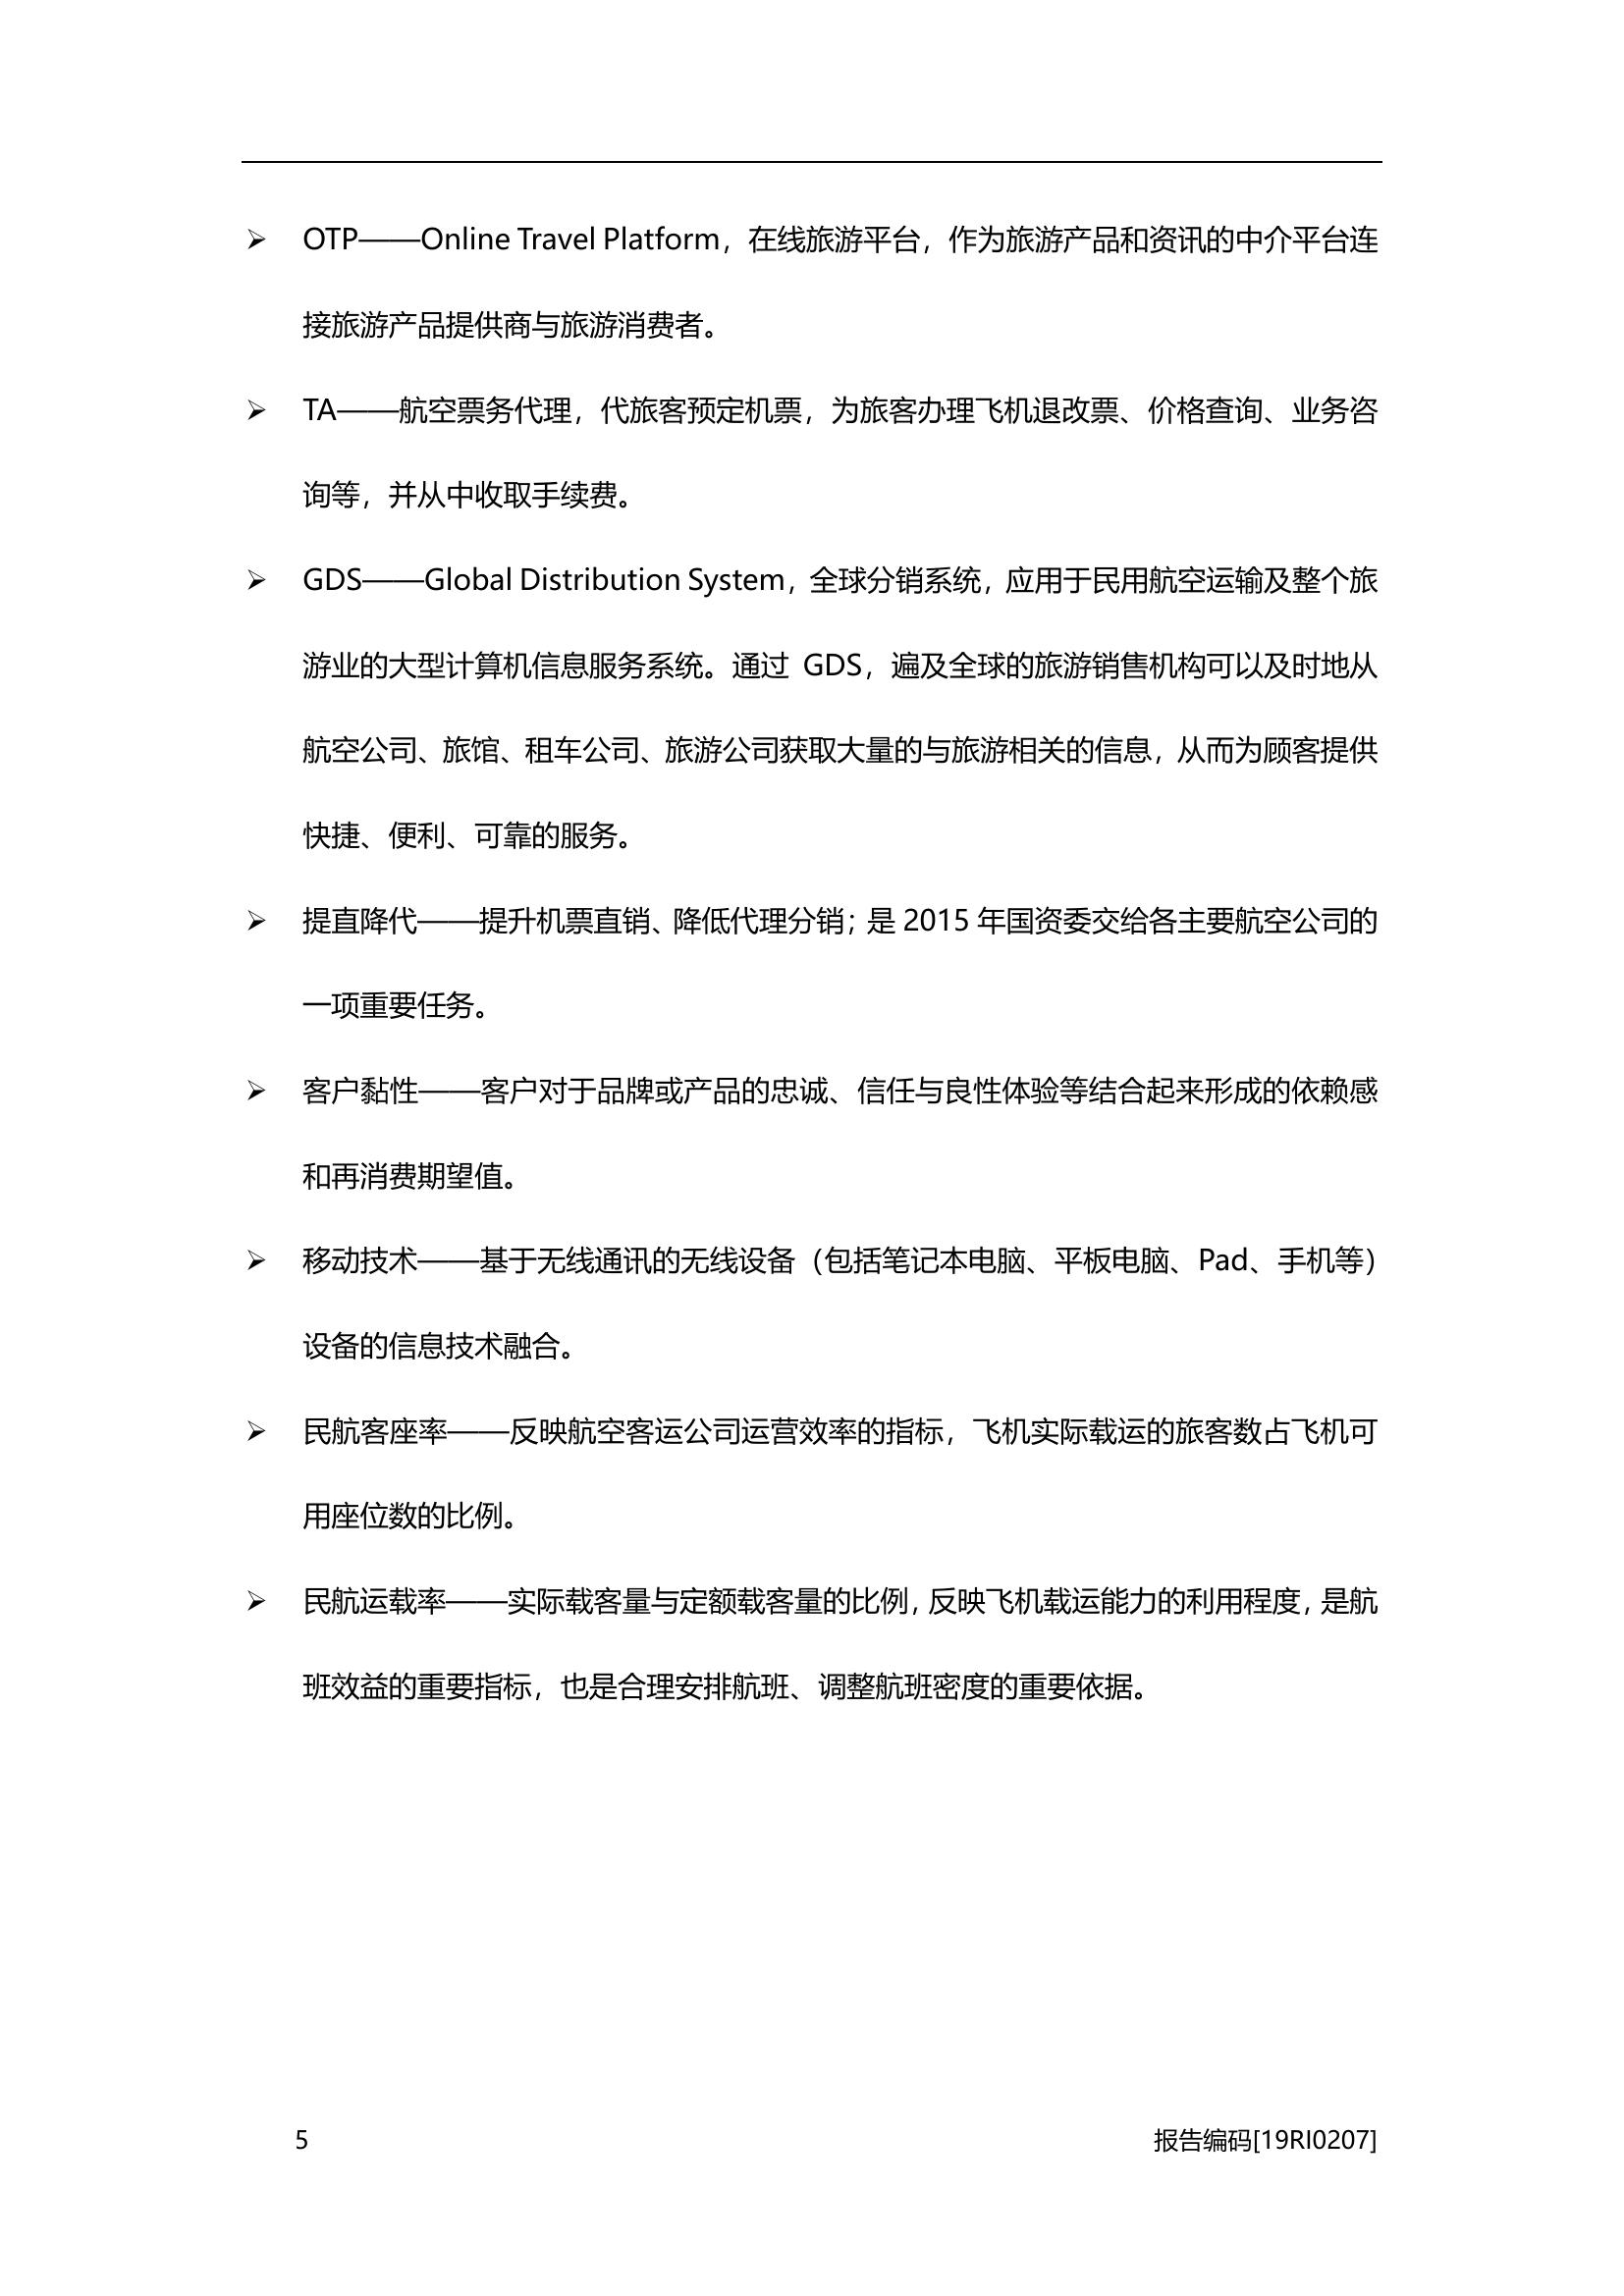 ➢ OTP——Online Travel Platform，在线旅游平台，作为旅游产品和资讯的中介平台连
接旅游产品提供商与旅游消费者。
➢ TA——航空票务代理，代旅客预定机票，为旅客办理飞机退改票、价格查询、业务咨
询等，并从中收取手续费。
➢ GDS——Global Distribution System，全球分销系统，应用于民用航空运输及整个旅
游业的大型计算机信息服务系统。通过 GDS，遍及全球的旅游销售机构可以及时地从
航空公司、旅馆、租车公司、旅游公司获取大量的与旅游相关的信息，从而为顾客提供
快捷、便利、可靠的服务。
➢ 提直降代——提升机票直销、降低代理分销；是 2015 年国资委交给各主要航空公司的
一项重要任务。
➢ 客户黏性——客户对于品牌或产品的忠诚、信任与良性体验等结合起来形成的依赖感
和再消费期望值。
➢ 移动技术——基于无线通讯的无线设备（包括笔记本电脑、平板电脑、Pad、手机等）
设备的信息技术融合。
➢ 民航客座率——反映航空客运公司运营效率的指标，飞机实际载运的旅客数占飞机可
用座位数的比例。
➢ 民航运载率——实际载客量与定额载客量的比例，反映飞机载运能力的利用程度，是航
班效益的重要指标，也是合理安排航班、调整航班密度的重要依据。
5 报告编码[19RI0207]